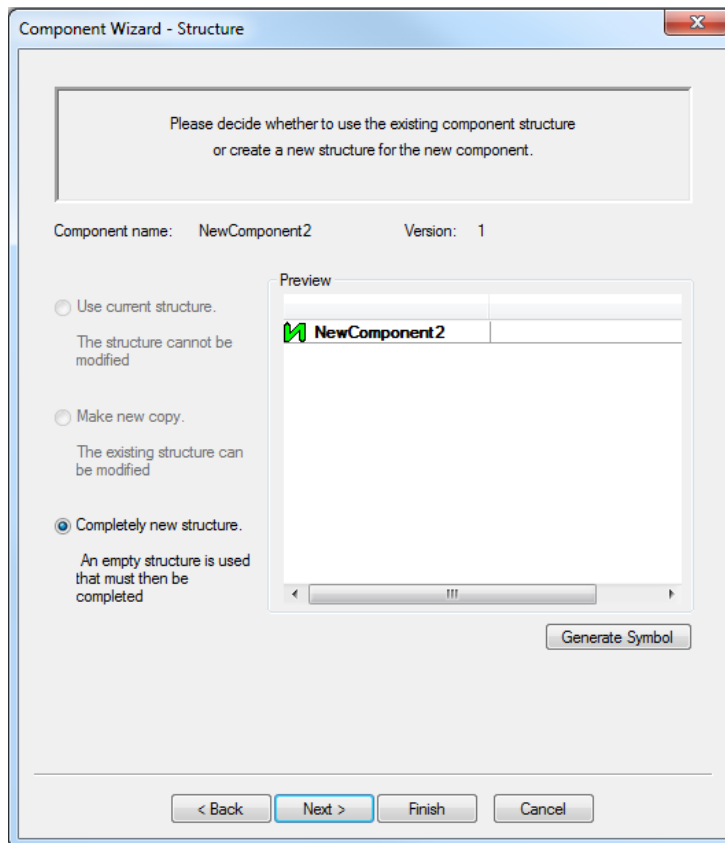 Component Wizard - Structure
Please decide whether to use the existing component structure
or create a new structure for the new component.
Component name: NewComponent2 Version: 1
Preview
Use current structure.
The structure cannot be
modified
NewComponent2
Make new copy.
The existing structure can
be modified
Completely new structure.
An empty structure is used
that must then be
completed
Generate Symbol
< Back Next > Finish Cancel